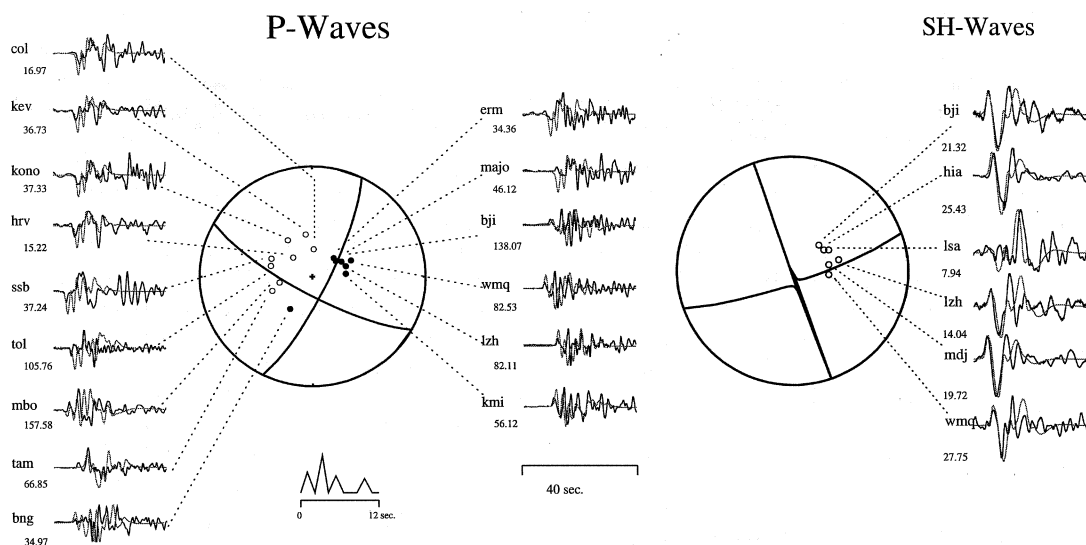 P-Waves
SH-Waves
col
16.97
kev
36.73
kono
37.33
hrv
15.22
ssb
37.24
tol
105.76
mbo
157.58
tam
66.85
bng
34.97
erm
34.36
majo
46.12
bji
138.07
wmq
82.53
lzh
82.11
kmi
56.12
0 12 sec.
40 sec.
bji
21.32
hia
25.43
lsa
7.94
lzh
14.04
mdj
19.72
wmq
27.75